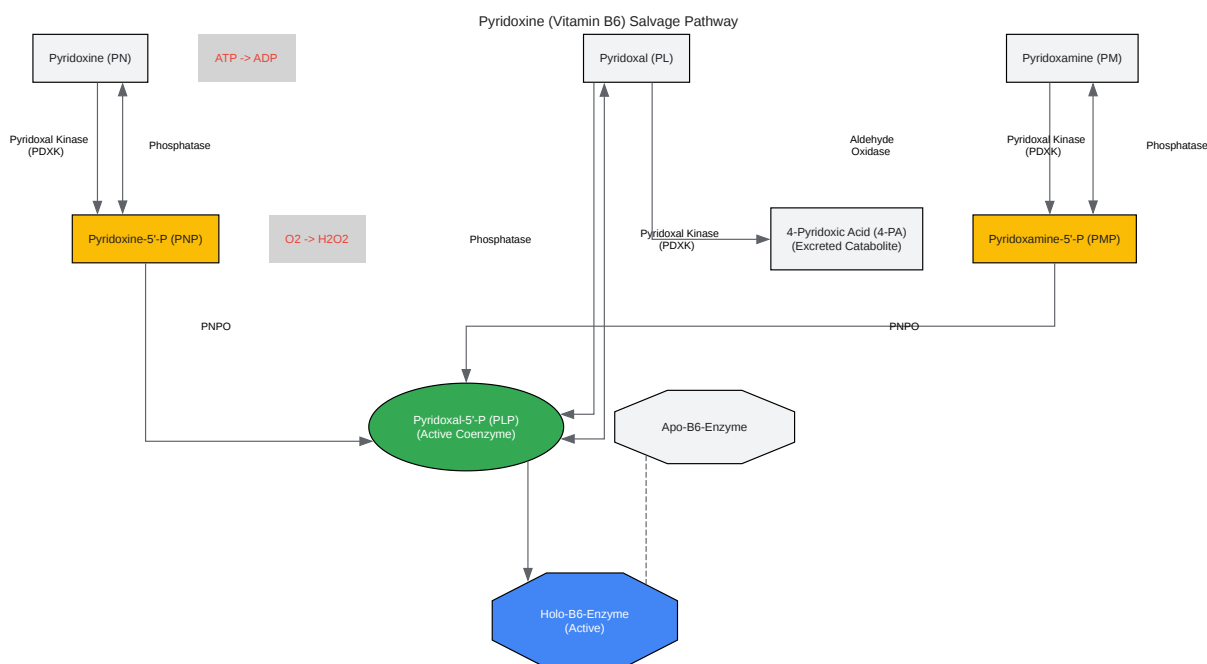 Pyridoxine (Vitamin B6) Salvage Pathway
Pyridoxine (PN)
ATP -> ADP
Pyridoxal (PL)
Pyridoxamine (PM)
Pyridoxal Kinase
(PDXK)
Phosphatase
Aldehyde
Oxidase
Pyridoxal Kinase
(PDXK)
Phosphatase
Pyridoxine-5'-P (PNP)
O2 -> H2O2
Phosphatase
Pyridoxal Kinase
(PDXK)
4-Pyridoxic Acid (4-PA)
(Excreted Catabolite)
Pyridoxamine-5'-P (PMP)
PNPO
PNPO
Pyridoxal-5'-P (PLP)
(Active Coenzyme)
Apo-B6-Enzyme
Holo-B6-Enzyme
(Active)